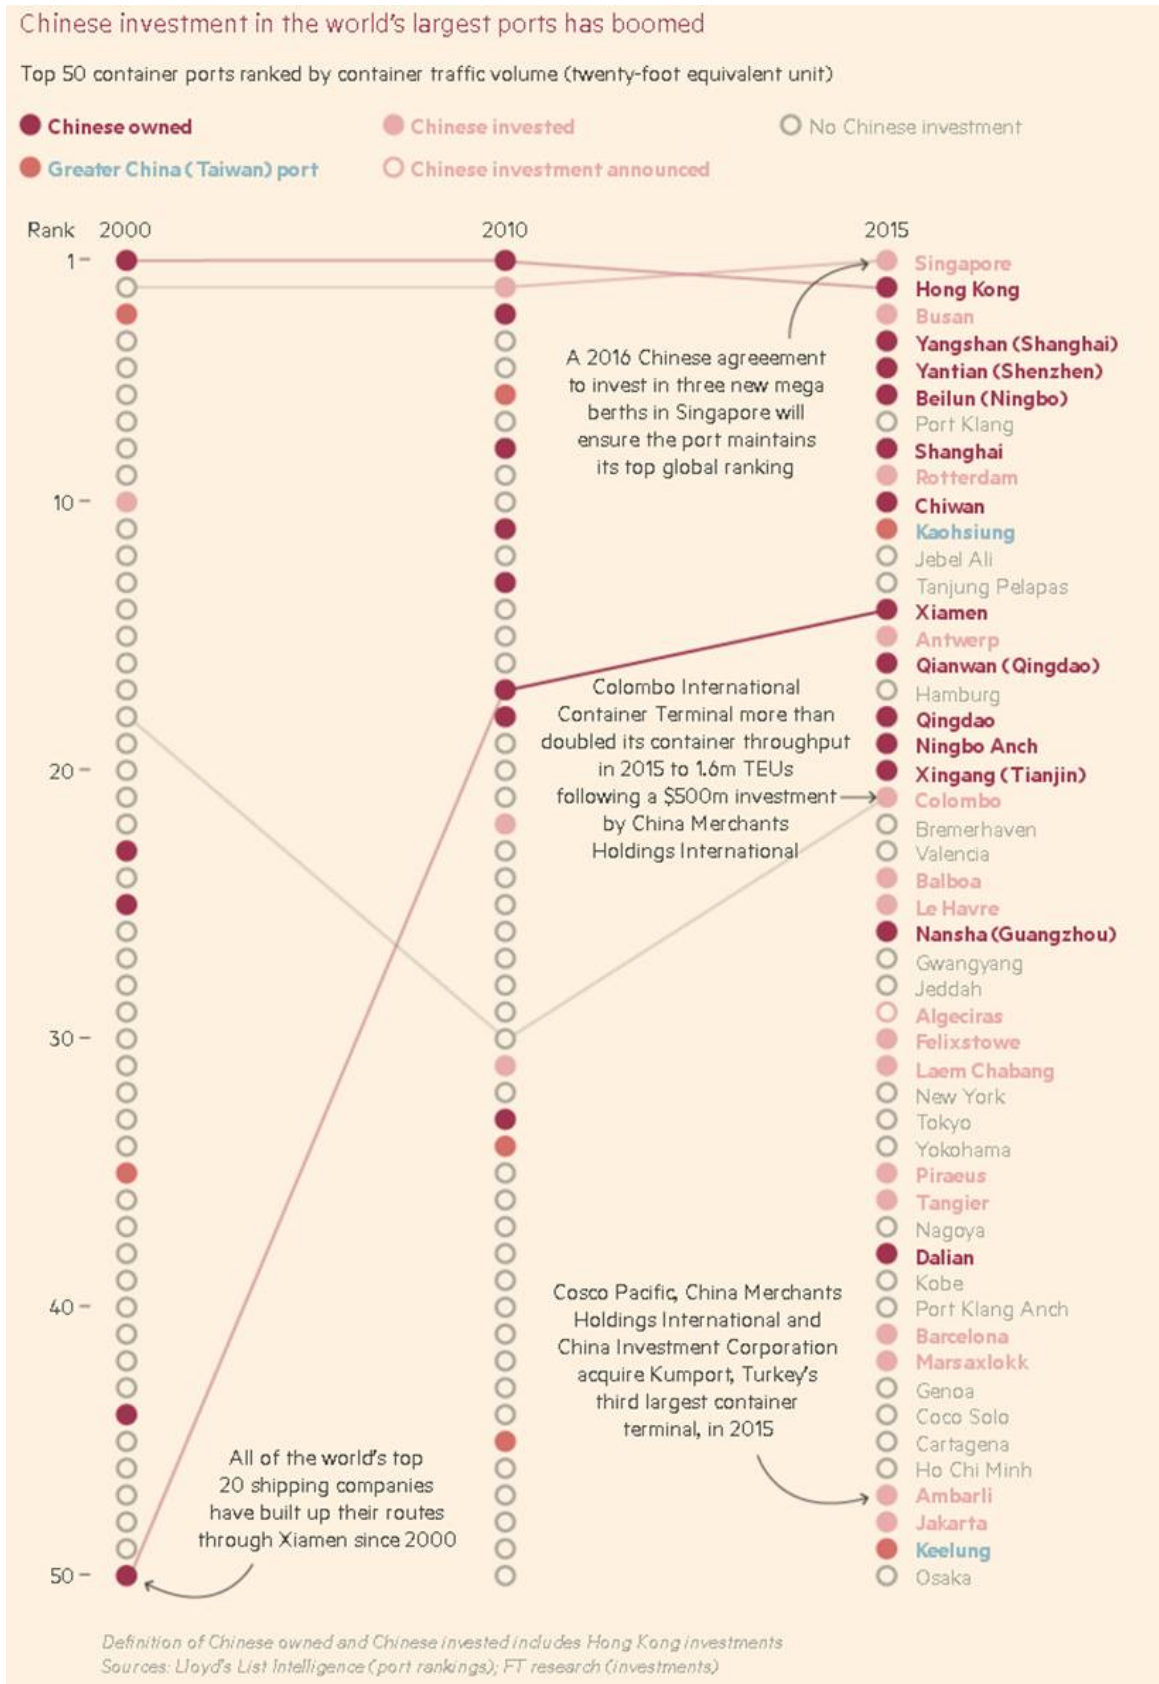 Chinese investment in the world's largest ports has boomed
Top 50 container ports ranked by container traffic volume (twenty-foot equivalent unit)
Chinese owned
Chinese invested
No Chinese investment
Greater China (Taiwan) port
Chinese investment announced
Rank
2000
2010
2015
1
10
20
30
40
50
Singapore
Hong Kong
Busan
Yangshan (Shanghai)
Yantian (Shenzhen)
Beilun (Ningbo)
Port Klang
Shanghai
Rotterdam
Chiwan
Kaohsiung
Jebel Ali
Tanjung Pelapas
Xiamen
Antwerp
Qianwan (Qingdao)
Hamburg
Qingdao
Ningbo Anch
Xingang (Tianjin)
Colombo
Bremerhaven
Valencia
Balboa
Le Havre
Nansha (Guangzhou)
Gwangyang
Jeddah
Algeciras
Felixstowe
Laem Chabang
New York
Tokyo
Yokohama
Piraeus
Tangier
Nagoya
Dalian
Kobe
Port Klang Anch
Barcelona
Marsaxlokk
Genoa
Coco Solo
Cartagena
Ho Chi Minh
Ambarli
Jakarta
Keelung
Osaka
A 2016 Chinese agreeement
to invest in three new mega
berths in Singapore will
ensure the port maintains
its top global ranking
Colombo International
Container Terminal more than
doubled its container throughput
in 2015 to 1.6m TEUs
following a $500m investment
by China Merchants
Holdings International
Cosco Pacific, China Merchants
Holdings International and
China Investment Corporation
acquire Kumport, Turkey's
third largest container
terminal, in 2015
All of the world's top
20 shipping companies
have built up their routes
through Xiamen since 2000
Definition of Chinese owned and Chinese invested includes Hong Kong investments
Sources: Lloyd's List Intelligence (port rankings); FT research (investments)